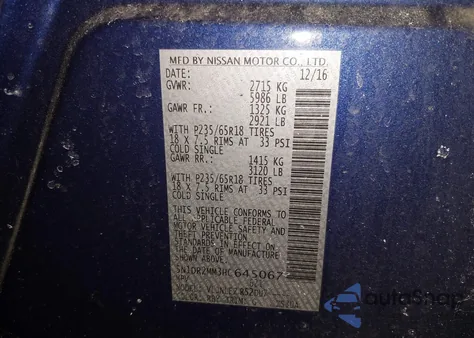 MFD BY NISSAN MOTOR CO., LTD.
DATE: 12/16
GVWR: 2715 KG
5986 LB
GAWR FR.: 1325 KG
2921 LB
WITH P235/65R18 TIRES
18 X 7.5 RIMS AT 33 PSI
COLD SINGLE
GAWR RR.: 1415 KG
3120 LB
WITH P235/65R18 TIRES
18 X 7.5 RIMS AT 33 PSI
COLD SINGLE
THIS VEHICLE CONFORMS TO
ALL APPLICABLE FEDERAL
MOTOR VEHICLE SAFETY AND
THEFT PREVENTION
STANDARDS IN EFFECT ON
THE DATE OF MANUFACTURE
SHOWN ABOVE.
5N1DR2MM3HC645067
autoShop